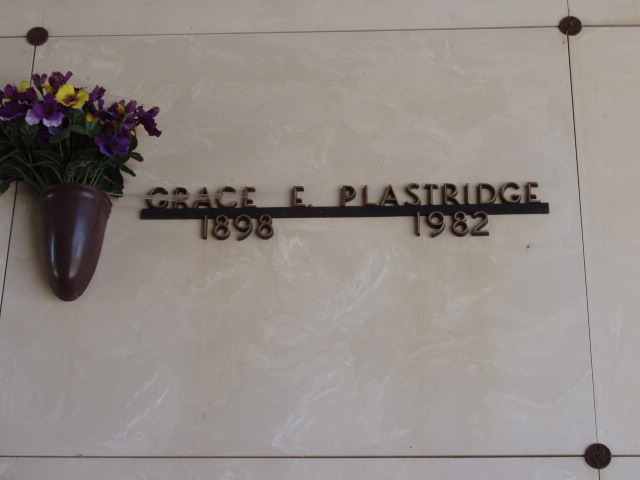 GRACE E. PLASTRIDGE
1898 1982